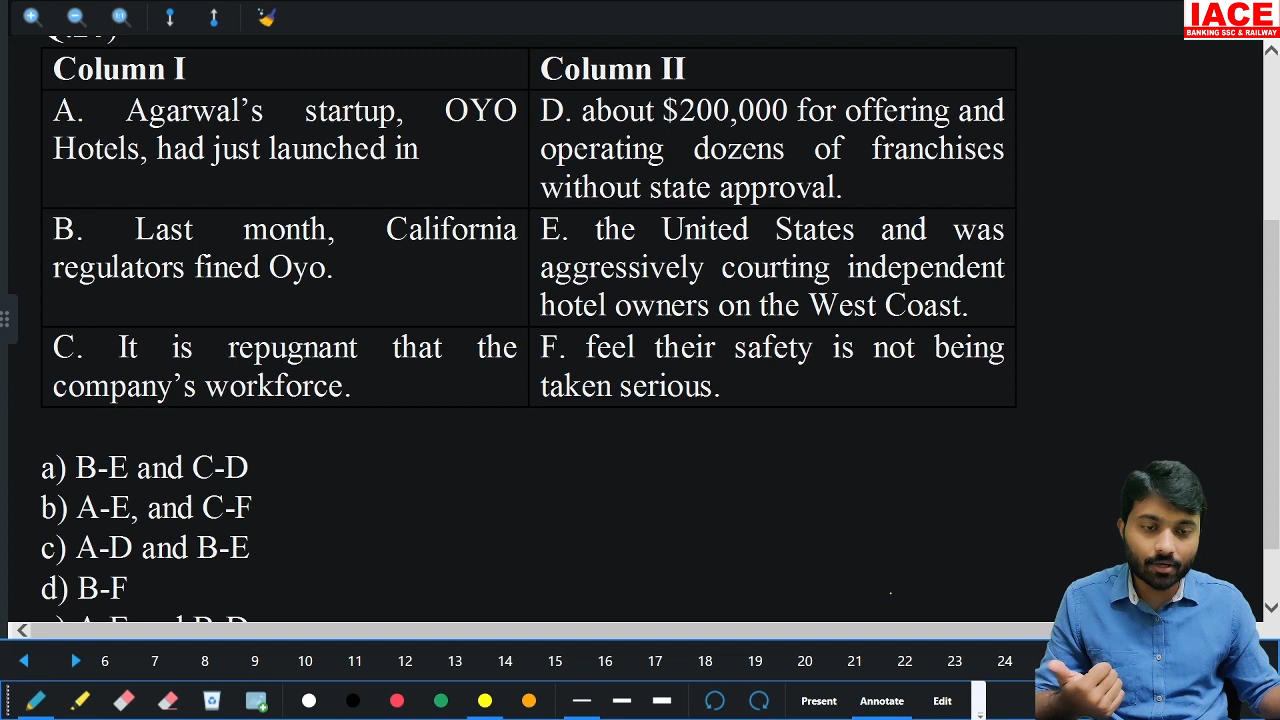 IACE
BANKING SSC & RAILWAY
Column I
Column II
A. Agarwal’s startup, OYO
Hotels, had just launched in
D. about $200,000 for offering and
operating dozens of franchises
without state approval.
B. Last month, California
regulators fined Oyo.
E. the United States and was
aggressively courting independent
hotel owners on the West Coast.
C. It is repugnant that the
company’s workforce.
F. feel their safety is not being
taken serious.
a) B-E and C-D
b) A-E, and C-F
c) A-D and B-E
d) B-F
6 7 8 9 10 11 12 13 14 15 16 17 18 19 20 21 22 23 24
Present Annotate Edit